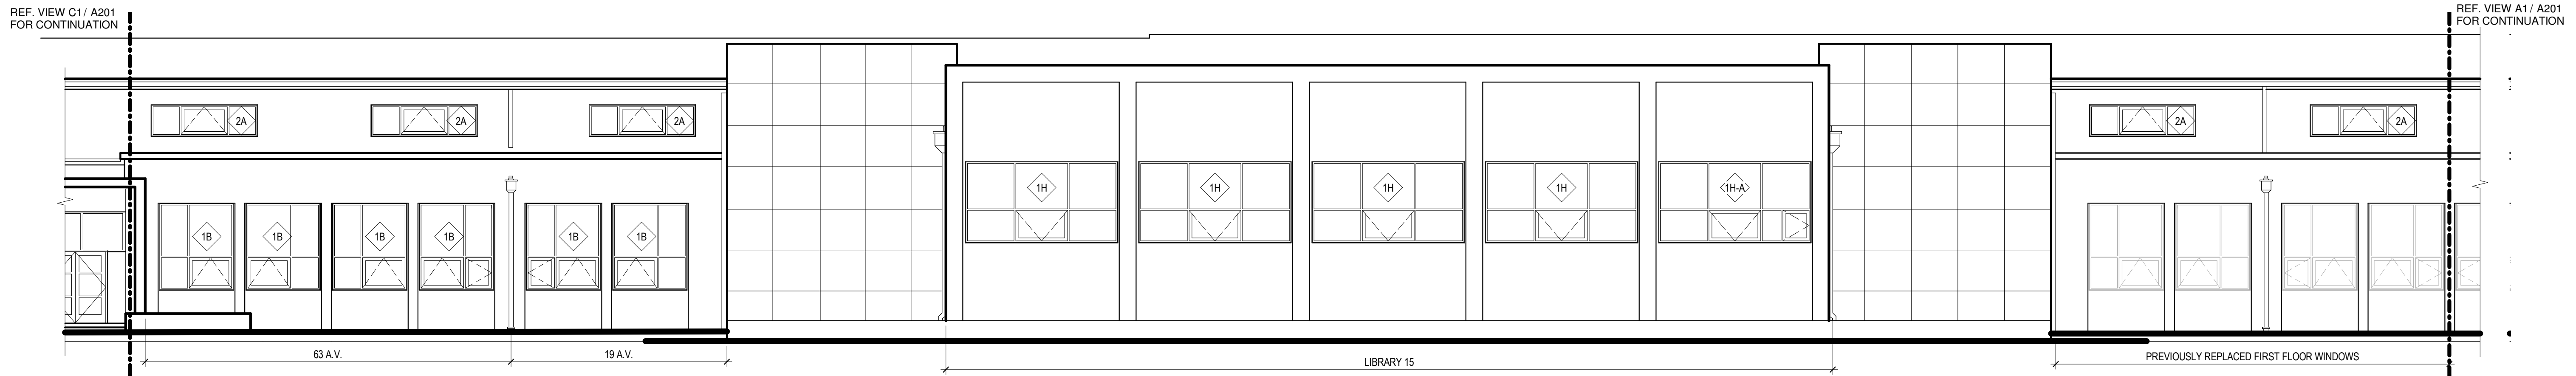 REF. VIEW C1 / A201
FOR CONTINUATION
REF. VIEW A1 / A201
FOR CONTINUATION
2A
2A
2A
2A
2A
1H
1H
1H
1H
1H-A
1B
1B
1B
1B
1B
1B
63 A.V.
19 A.V.
LIBRARY 15
PREVIOUSLY REPLACED FIRST FLOOR WINDOWS